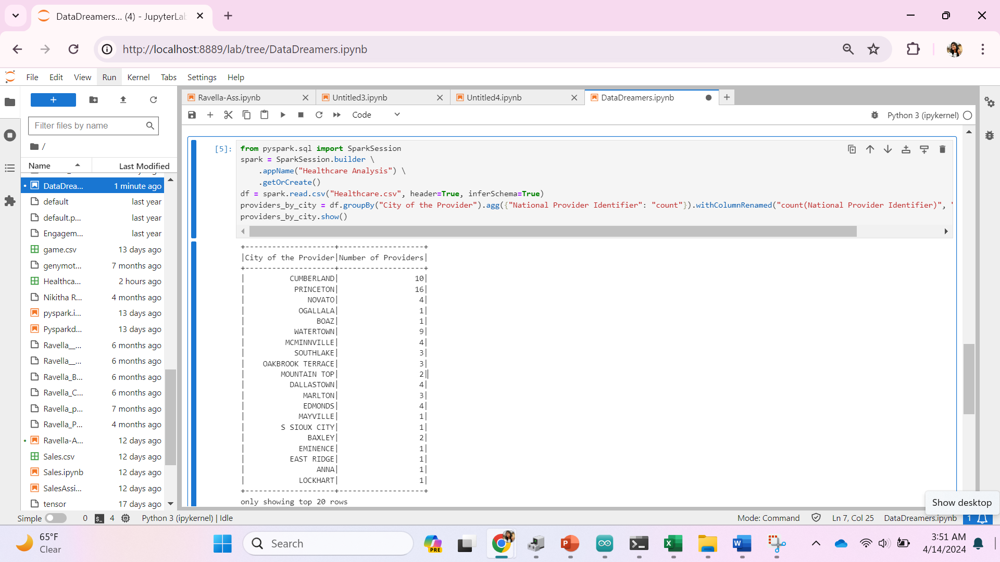 DataDreamers... (4) - JupyterLab
http://localhost:8889/lab/tree/DataDreamers.ipynb
File Edit View Run Kernel Tabs Settings Help
Ravella-Ass.ipynb Untitled3.ipynb Untitled4.ipynb DataDreamers.ipynb
Code
Python 3 (ipykernel)
Filter files by name
/
Name Last Modified
DataDrea... 1 minute ago
default last year
default.p... last year
Engagem... last year
game.csv 13 days ago
genymot... 7 months ago
Healthca... 2 hours ago
Nikitha R... 4 months ago
pyspark.i... 13 days ago
Pysparkd... 13 days ago
Ravella__... 6 months ago
Ravella__... 6 months ago
Ravella_B... 6 months ago
Ravella_C... 6 months ago
Ravella_p... 7 months ago
Ravella_P... 4 months ago
Ravella-A... 12 days ago
Sales.csv 12 days ago
Sales.ipynb 12 days ago
SalesAssi... 12 days ago
tensor 17 days ago
[5]:
from pyspark.sql import SparkSession
spark = SparkSession.builder \
    .appName("Healthcare Analysis") \
    .getOrCreate()
df = spark.read.csv("Healthcare.csv", header=True, inferSchema=True)
providers_by_city = df.groupBy("City of the Provider").agg({"National Provider Identifier": "count"}).withColumnRenamed("count(National Provider Identifier)", "
providers_by_city.show()
+--------------------+-------------------+
|City of the Provider|Number of Providers|
+--------------------+-------------------+
|          CUMBERLAND|                 10|
|           PRINCETON|                 16|
|              NOVATO|                  4|
|            OGALLALA|                  1|
|                BOAZ|                  1|
|           WATERTOWN|                  9|
|         MCMINNVILLE|                  4|
|           SOUTHLAKE|                  3|
|    OAKBROOK TERRACE|                  3|
|        MOUNTAIN TOP|                  2|
|          DALLASTOWN|                  4|
|             MARLTON|                  3|
|             EDMONDS|                  4|
|            MAYVILLE|                  1|
|        S SIOUX CITY|                  1|
|              BAXLEY|                  2|
|            EMINENCE|                  1|
|          EAST RIDGE|                  1|
|                ANNA|                  1|
|            LOCKHART|                  1|
+--------------------+-------------------+
only showing top 20 rows
Show desktop
Simple 0 4 Python 3 (ipykernel) | Idle Mode: Command Ln 7, Col 25 DataDreamers.ipynb 1
65°F
Clear
Search
PRE
3:51 AM
4/14/2024